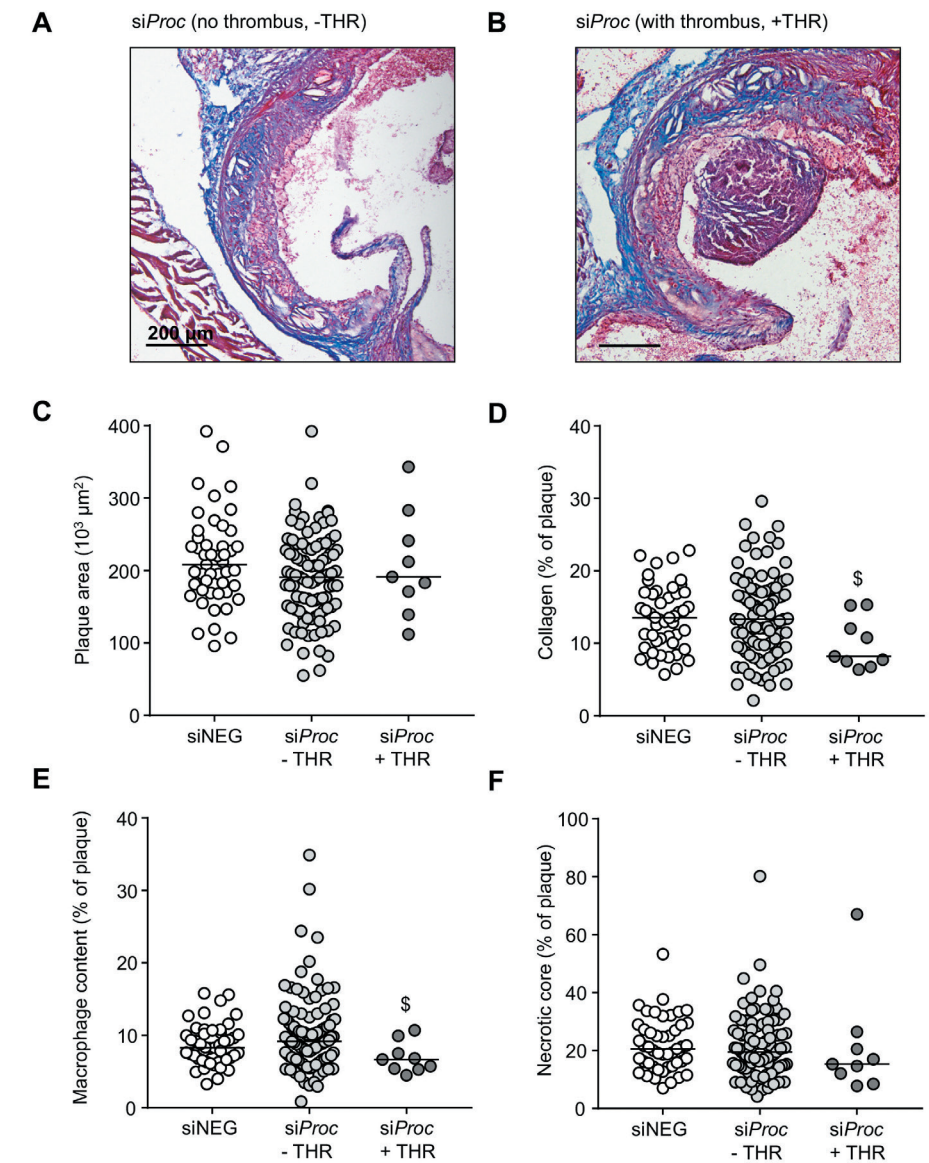 A
siProc (no thrombus, -THR)
B
siProc (with thrombus, +THR)
200 µm
C
Plaque area (10³ µm²)
400
300
200
100
0
siNEG
siProc
- THR
siProc
+ THR
D
Collagen (% of plaque)
40
30
20
10
0
$
siNEG
siProc
- THR
siProc
+ THR
E
Macrophage content (% of plaque)
40
30
20
10
0
$
siNEG
siProc
- THR
siProc
+ THR
F
Necrotic core (% of plaque)
100
80
60
40
20
0
siNEG
siProc
- THR
siProc
+ THR